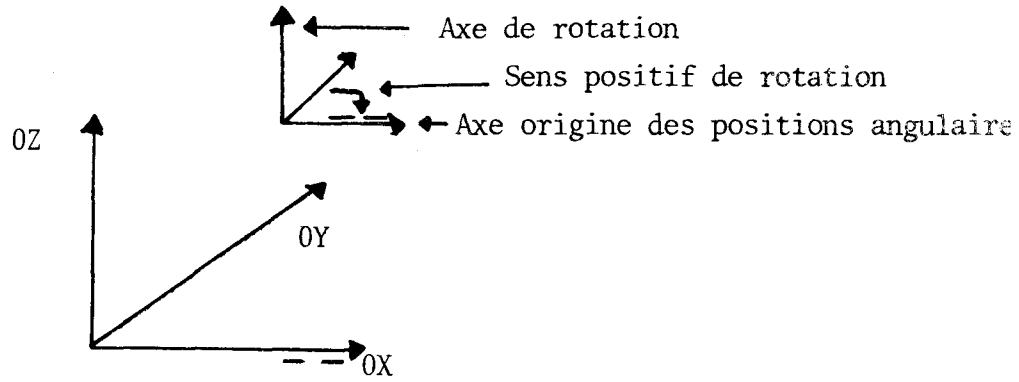 Axe de rotation
Sens positif de rotation
Axe origine des positions angulaire
OZ
OY
OX